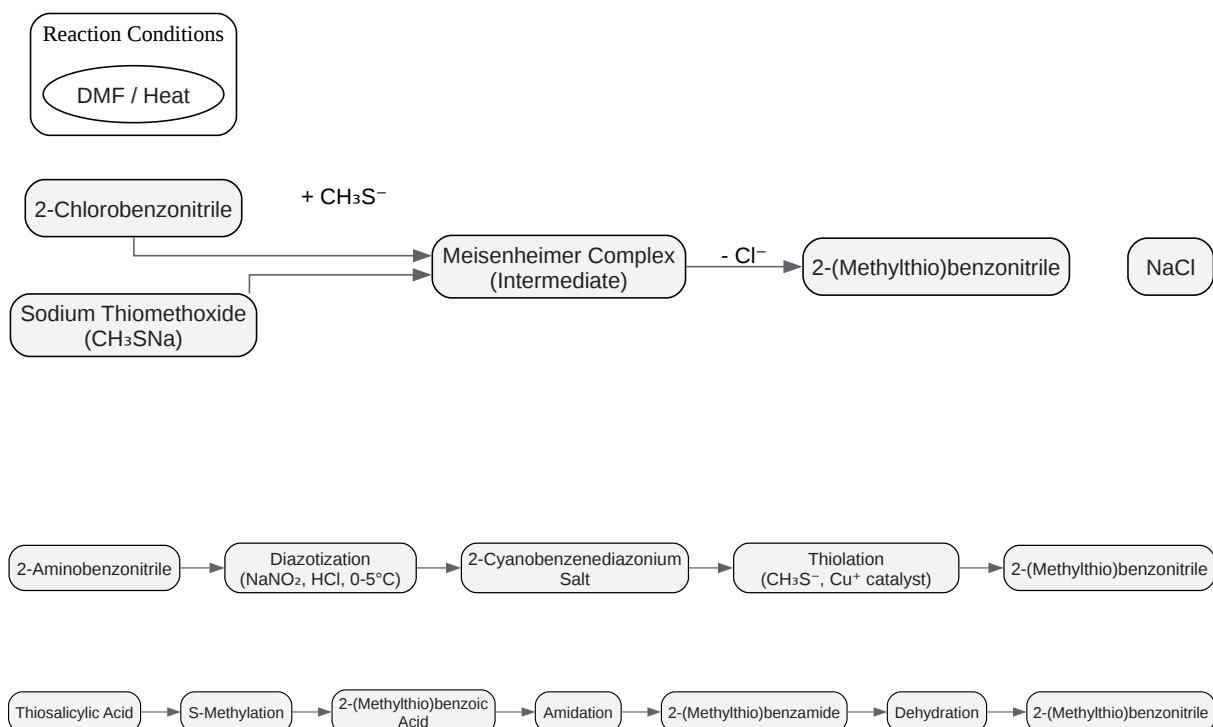 Reaction Conditions
DMF / Heat
2-Chlorobenzonitrile
+ CH₃S⁻
Meisenheimer Complex
(Intermediate)
- Cl⁻
2-(Methylthio)benzonitrile
NaCl
Sodium Thiomethoxide
(CH₃SNa)
2-Aminobenzonitrile
Diazotization
(NaNO₂, HCl, 0-5°C)
2-Cyanobenzenediazonium
Salt
Thiolation
(CH₃S⁻, Cu⁺ catalyst)
2-(Methylthio)benzonitrile
Thiosalicylic Acid
S-Methylation
2-(Methylthio)benzoic
Acid
Amidation
2-(Methylthio)benzamide
Dehydration
2-(Methylthio)benzonitrile